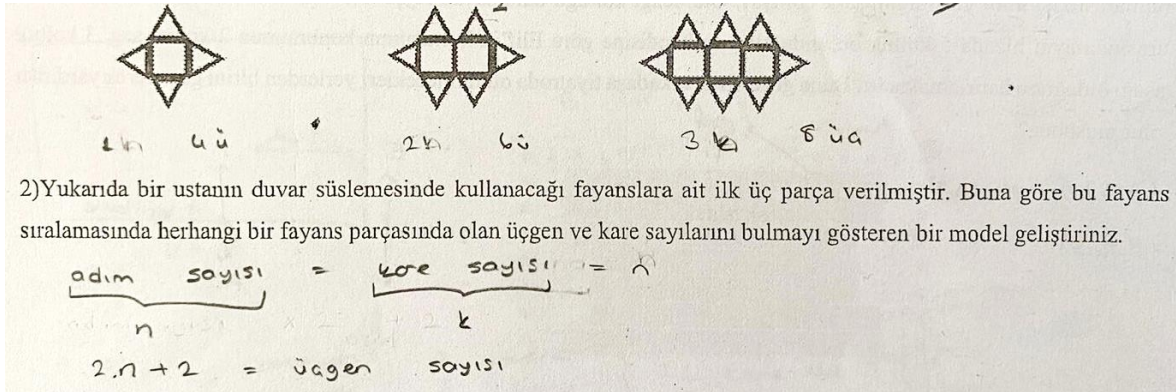 1k 4ü 2k 6ü 3k 8 üç
2)Yukarıda bir ustanın duvar süslemesinde kullanacağı fayanslara ait ilk üç parça verilmiştir. Buna göre bu fayans
sıralamasında herhangi bir fayans parçasında olan üçgen ve kare sayılarını bulmayı gösteren bir model geliştiriniz.
adım sayısı = kare sayısı = n
n k
2.n + 2 = üçgen sayısı